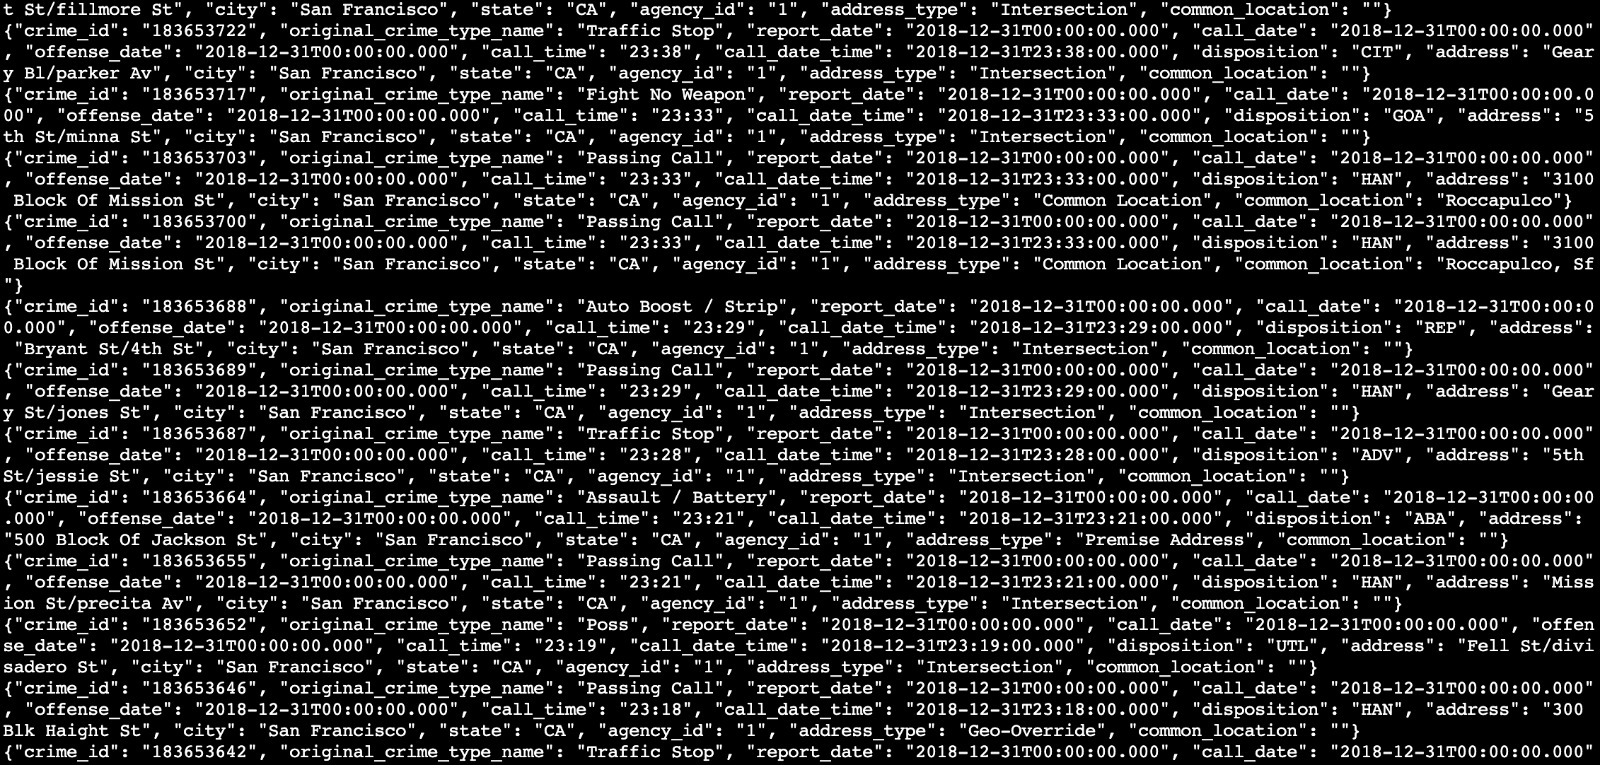 t St/fillmore St", "city": "San Francisco", "state": "CA", "agency_id": "1", "address_type": "Intersection", "common_location": ""}
{"crime_id": "183653722", "original_crime_type_name": "Traffic Stop", "report_date": "2018-12-31T00:00:00.000", "call_date": "2018-12-31T00:00:00.000"
, "offense_date": "2018-12-31T00:00:00.000", "call_time": "23:38", "call_date_time": "2018-12-31T23:38:00.000", "disposition": "CIT", "address": "Gear
y Bl/parker Av", "city": "San Francisco", "state": "CA", "agency_id": "1", "address_type": "Intersection", "common_location": ""}
{"crime_id": "183653717", "original_crime_type_name": "Fight No Weapon", "report_date": "2018-12-31T00:00:00.000", "call_date": "2018-12-31T00:00:00.0
00", "offense_date": "2018-12-31T00:00:00.000", "call_time": "23:33", "call_date_time": "2018-12-31T23:33:00.000", "disposition": "GOA", "address": "5
th St/minna St", "city": "San Francisco", "state": "CA", "agency_id": "1", "address_type": "Intersection", "common_location": ""}
{"crime_id": "183653703", "original_crime_type_name": "Passing Call", "report_date": "2018-12-31T00:00:00.000", "call_date": "2018-12-31T00:00:00.000"
, "offense_date": "2018-12-31T00:00:00.000", "call_time": "23:33", "call_date_time": "2018-12-31T23:33:00.000", "disposition": "HAN", "address": "3100
 Block Of Mission St", "city": "San Francisco", "state": "CA", "agency_id": "1", "address_type": "Common Location", "common_location": "Roccapulco"}
{"crime_id": "183653700", "original_crime_type_name": "Passing Call", "report_date": "2018-12-31T00:00:00.000", "call_date": "2018-12-31T00:00:00.000"
, "offense_date": "2018-12-31T00:00:00.000", "call_time": "23:33", "call_date_time": "2018-12-31T23:33:00.000", "disposition": "HAN", "address": "3100
 Block Of Mission St", "city": "San Francisco", "state": "CA", "agency_id": "1", "address_type": "Common Location", "common_location": "Roccapulco, Sf
"}
{"crime_id": "183653688", "original_crime_type_name": "Auto Boost / Strip", "report_date": "2018-12-31T00:00:00.000", "call_date": "2018-12-31T00:00:0
0.000", "offense_date": "2018-12-31T00:00:00.000", "call_time": "23:29", "call_date_time": "2018-12-31T23:29:00.000", "disposition": "REP", "address":
 "Bryant St/4th St", "city": "San Francisco", "state": "CA", "agency_id": "1", "address_type": "Intersection", "common_location": ""}
{"crime_id": "183653689", "original_crime_type_name": "Passing Call", "report_date": "2018-12-31T00:00:00.000", "call_date": "2018-12-31T00:00:00.000"
, "offense_date": "2018-12-31T00:00:00.000", "call_time": "23:29", "call_date_time": "2018-12-31T23:29:00.000", "disposition": "HAN", "address": "Gear
y St/jones St", "city": "San Francisco", "state": "CA", "agency_id": "1", "address_type": "Intersection", "common_location": ""}
{"crime_id": "183653687", "original_crime_type_name": "Traffic Stop", "report_date": "2018-12-31T00:00:00.000", "call_date": "2018-12-31T00:00:00.000"
, "offense_date": "2018-12-31T00:00:00.000", "call_time": "23:28", "call_date_time": "2018-12-31T23:28:00.000", "disposition": "ADV", "address": "5th
St/jessie St", "city": "San Francisco", "state": "CA", "agency_id": "1", "address_type": "Intersection", "common_location": ""}
{"crime_id": "183653664", "original_crime_type_name": "Assault / Battery", "report_date": "2018-12-31T00:00:00.000", "call_date": "2018-12-31T00:00:00
.000", "offense_date": "2018-12-31T00:00:00.000", "call_time": "23:21", "call_date_time": "2018-12-31T23:21:00.000", "disposition": "ABA", "address":
"500 Block Of Jackson St", "city": "San Francisco", "state": "CA", "agency_id": "1", "address_type": "Premise Address", "common_location": ""}
{"crime_id": "183653655", "original_crime_type_name": "Passing Call", "report_date": "2018-12-31T00:00:00.000", "call_date": "2018-12-31T00:00:00.000"
, "offense_date": "2018-12-31T00:00:00.000", "call_time": "23:21", "call_date_time": "2018-12-31T23:21:00.000", "disposition": "HAN", "address": "Miss
ion St/precita Av", "city": "San Francisco", "state": "CA", "agency_id": "1", "address_type": "Intersection", "common_location": ""}
{"crime_id": "183653652", "original_crime_type_name": "Poss", "report_date": "2018-12-31T00:00:00.000", "call_date": "2018-12-31T00:00:00.000", "offen
se_date": "2018-12-31T00:00:00.000", "call_time": "23:19", "call_date_time": "2018-12-31T23:19:00.000", "disposition": "UTL", "address": "Fell St/divi
sadero St", "city": "San Francisco", "state": "CA", "agency_id": "1", "address_type": "Intersection", "common_location": ""}
{"crime_id": "183653646", "original_crime_type_name": "Passing Call", "report_date": "2018-12-31T00:00:00.000", "call_date": "2018-12-31T00:00:00.000"
, "offense_date": "2018-12-31T00:00:00.000", "call_time": "23:18", "call_date_time": "2018-12-31T23:18:00.000", "disposition": "HAN", "address": "300
Blk Haight St", "city": "San Francisco", "state": "CA", "agency_id": "1", "address_type": "Geo-Override", "common_location": ""}
{"crime_id": "183653642", "original_crime_type_name": "Traffic Stop", "report_date": "2018-12-31T00:00:00.000", "call_date": "2018-12-31T00:00:00.000"